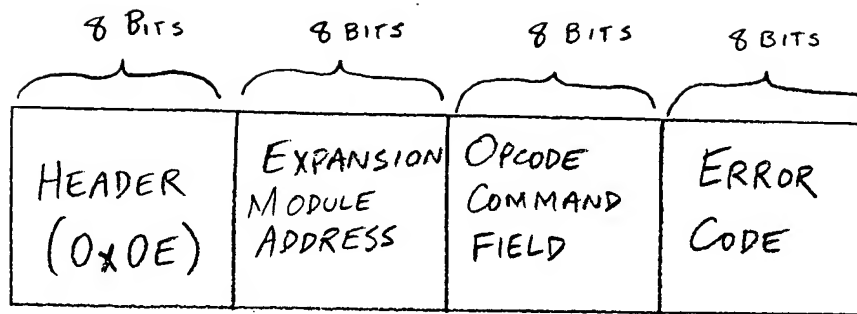 8 BITS 8 BITS 8 BITS 8 BITS
HEADER
(0x0E)
EXPANSION
MODULE
ADDRESS
OPCODE
COMMAND
FIELD
ERROR
CODE